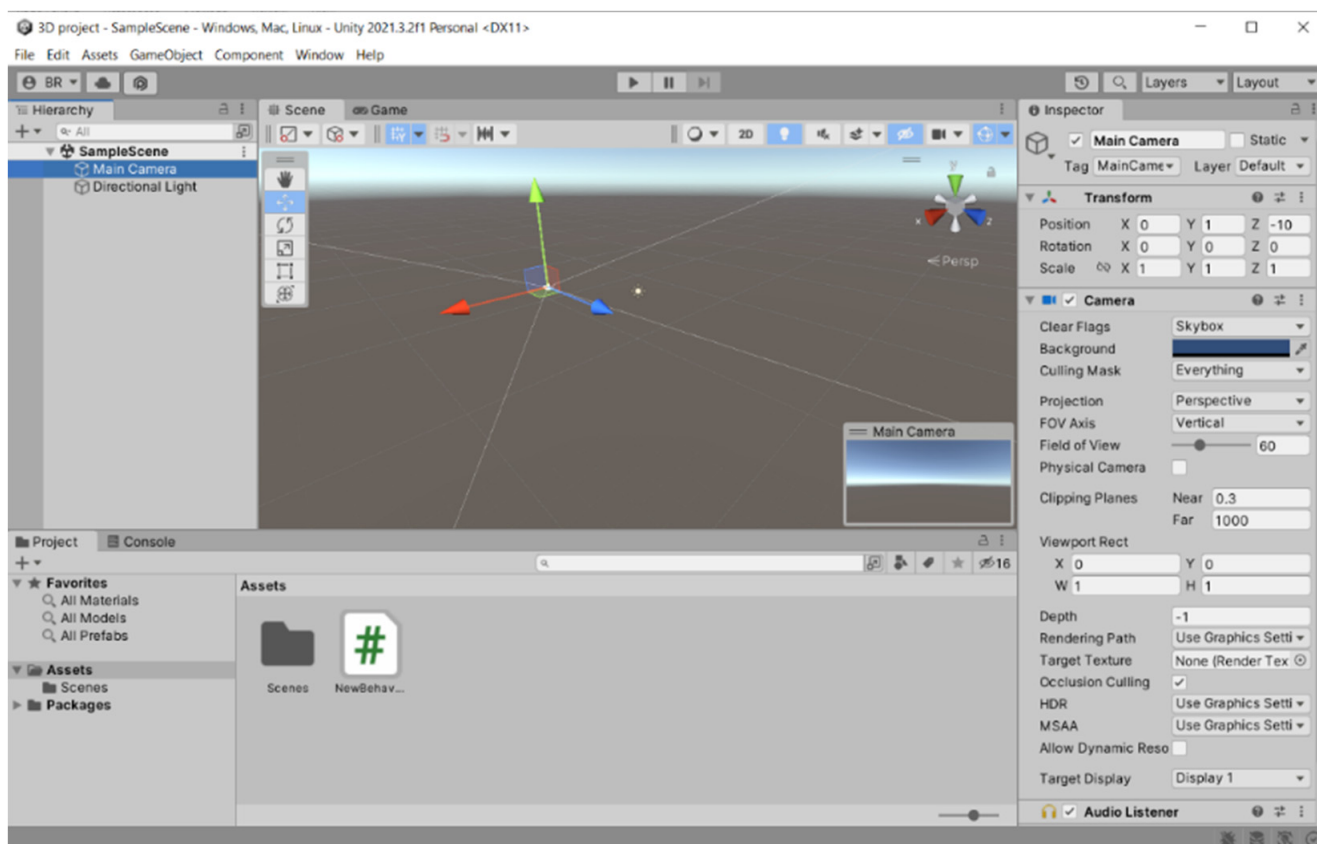 3D project - SampleScene - Windows, Mac, Linux - Unity 2021.3.2f1 Personal <DX11>
File Edit Assets GameObject Component Window Help
BR
Layers
Layout
Hierarchy
All
SampleScene
Main Camera
Directional Light
Scene
Game
2D
y
x
z
Persp
Main Camera
Inspector
Main Camera
Static
Tag MainCame Layer Default
Transform
Position X 0 Y 1 Z -10
Rotation X 0 Y 0 Z 0
Scale X 1 Y 1 Z 1
Camera
Clear Flags Skybox
Background
Culling Mask Everything
Projection Perspective
FOV Axis Vertical
Field of View 60
Physical Camera
Clipping Planes Near 0.3
Far 1000
Viewport Rect
X 0 Y 0
W 1 H 1
Depth -1
Rendering Path Use Graphics Setti
Target Texture None (Render Tex
Occlusion Culling
HDR Use Graphics Setti
MSAA Use Graphics Setti
Allow Dynamic Reso
Target Display Display 1
Audio Listener
Project
Console
16
Favorites
All Materials
All Models
All Prefabs
Assets
Scenes
Packages
Assets
#
Scenes
NewBehav...